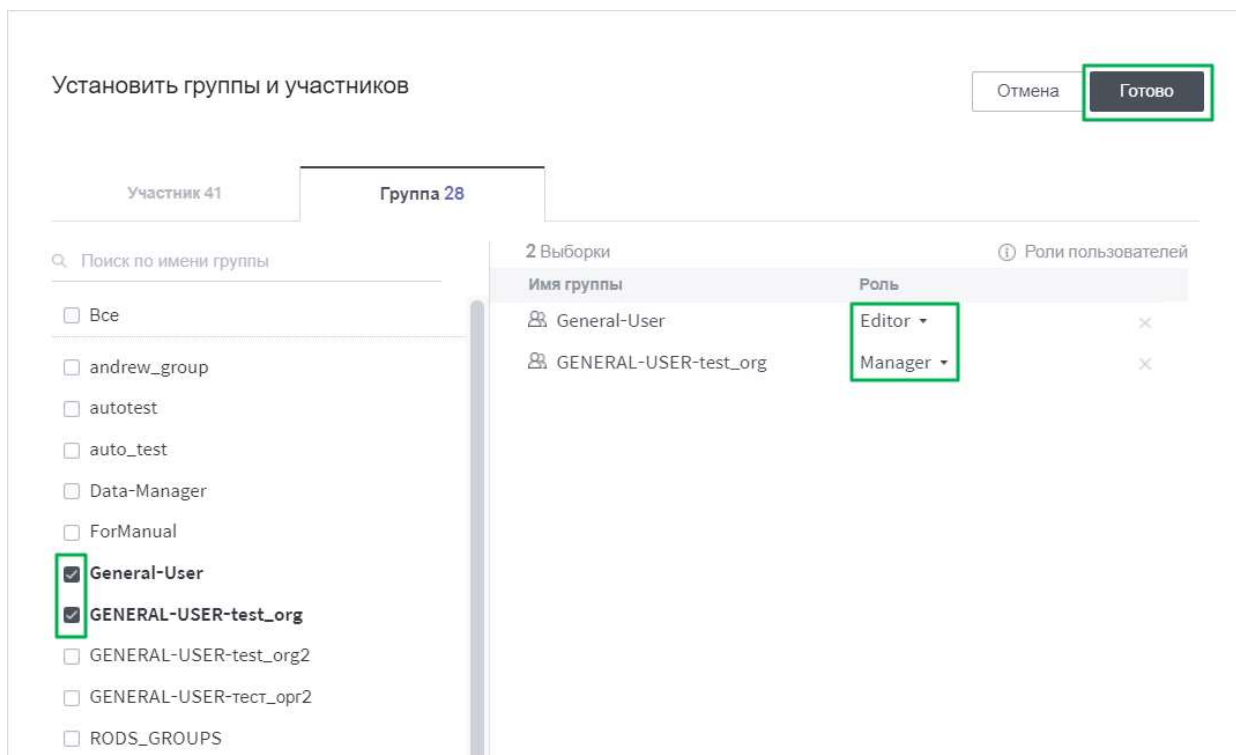 Установить группы и участников
Отмена
Готово
Участник 41
Группа 28
Поиск по имени группы
Все
andrew_group
autotest
auto_test
Data-Manager
ForManual
General-User
GENERAL-USER-test_org
GENERAL-USER-test_org2
GENERAL-USER-тест_орг2
RODS_GROUPS
2 Выборки
Роли пользователей
Имя группы Роль
General-User Editor
GENERAL-USER-test_org Manager